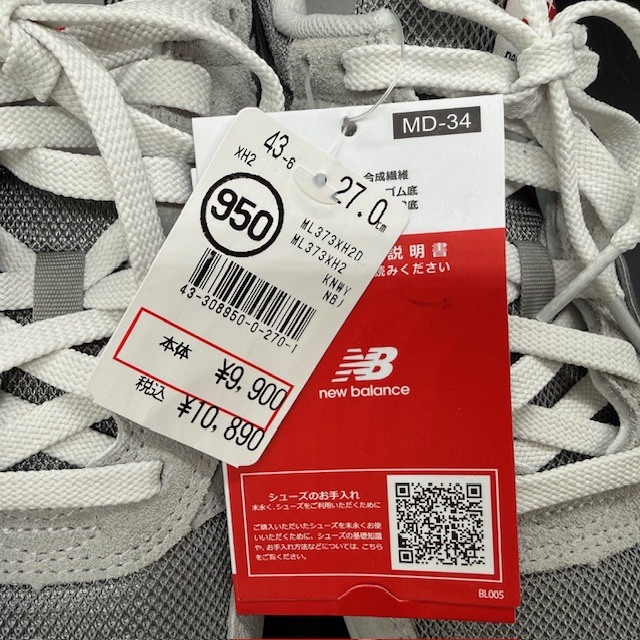 43-6
XH2
27.0cm
950
ML373XH2D
ML373XH2
KNWY
NBJ
43-308950-0-270-1
本体 ¥9,900
税込 ¥10,890
MD-34
合成繊維
ゴム底
底
説明書
読みください
NB
new balance
シューズのお手入れ
末永く、シューズをご利用いただくために
ご購入いただいたシューズを末永くお使
いいただくために、シューズの基礎知識
や、お手入れ方法などについては、こちら
をご覧ください。
BL005